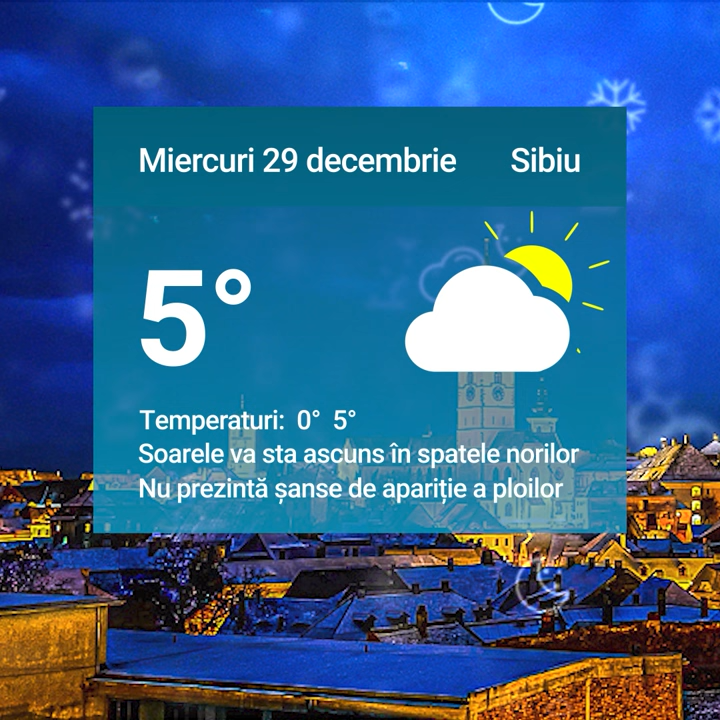 Miercuri 29 decembrie Sibiu
5°
Temperaturi: 0° 5°
Soarele va sta ascuns în spatele norilor
Nu prezintă șanse de apariție a ploilor